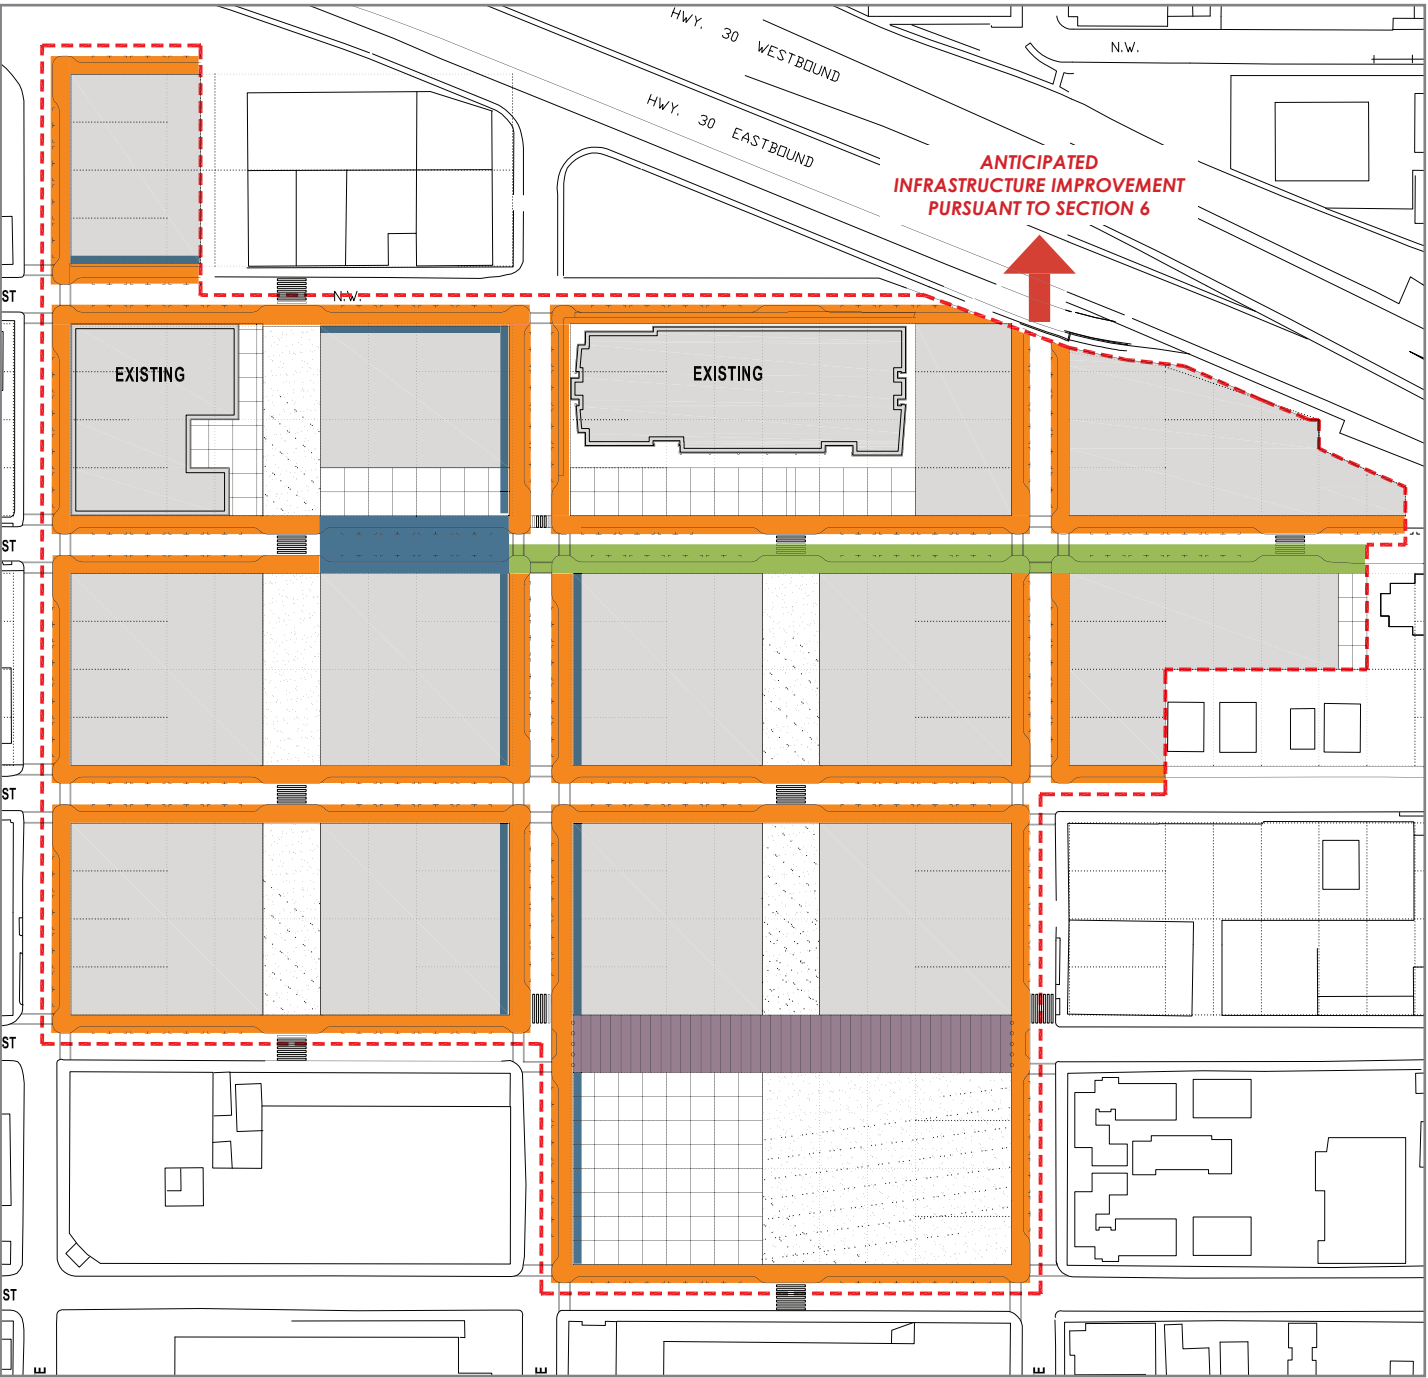 HWY. 30 WESTBOUND
N.W.
HWY. 30 EASTBOUND
ANTICIPATED
INFRASTRUCTURE IMPROVEMENT
PURSUANT TO SECTION 6
ST
N.W.
EXISTING
EXISTING
ST
ST
ST
ST
E
E
E